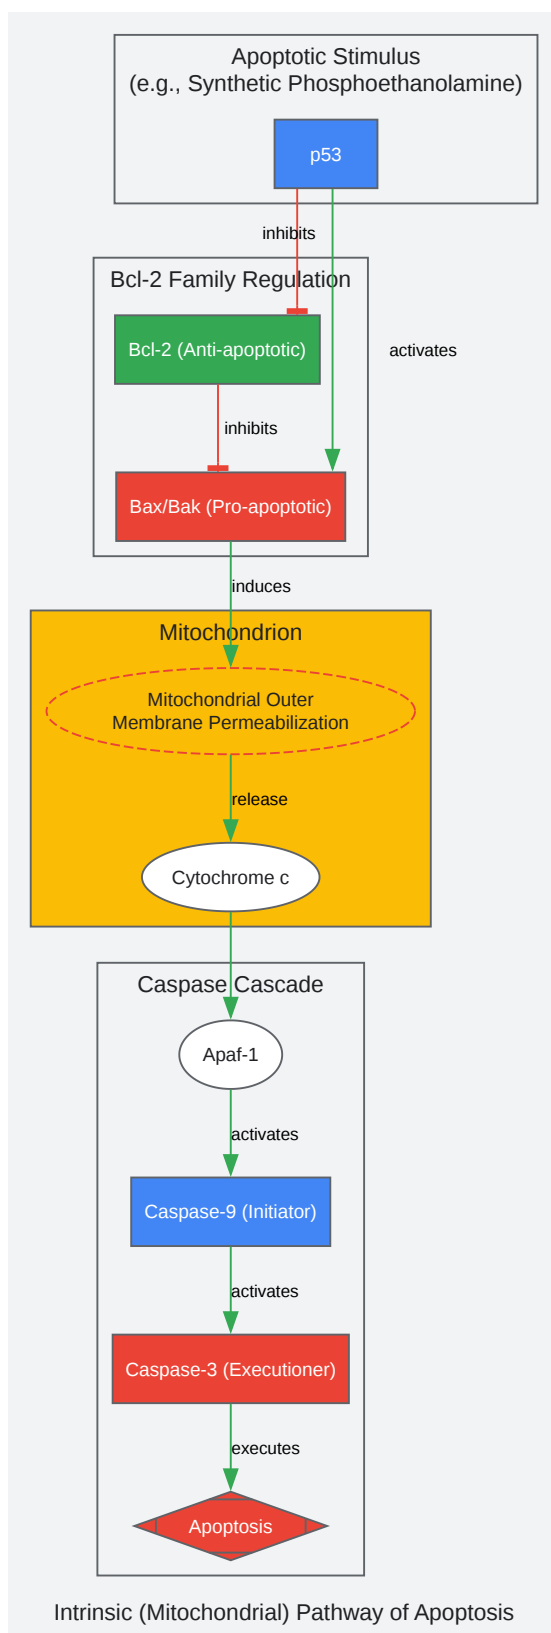 Apoptotic Stimulus
(e.g., Synthetic Phosphoethanolamine)
p53
inhibits
Bcl-2 Family Regulation
Bcl-2 (Anti-apoptotic)
activates
inhibits
Bax/Bak (Pro-apoptotic)
induces
Mitochondrion
Mitochondrial Outer
Membrane Permeabilization
release
Cytochrome c
Caspase Cascade
Apaf-1
activates
Caspase-9 (Initiator)
activates
Caspase-3 (Executioner)
executes
Apoptosis
Intrinsic (Mitochondrial) Pathway of Apoptosis